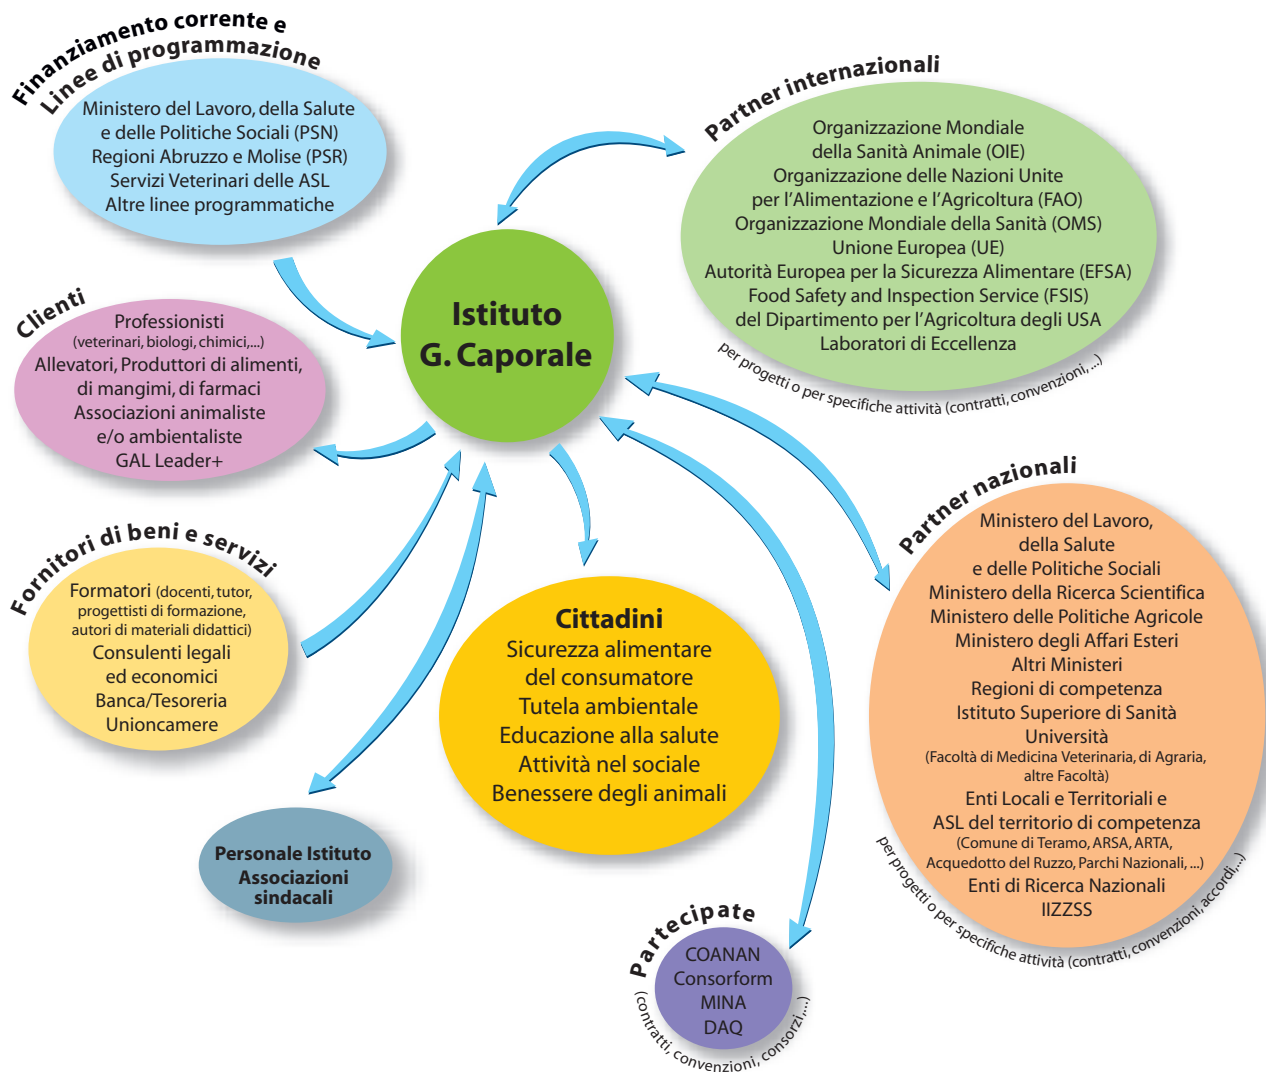 Finanziamento corrente e
Linee di programmazione
Ministero del Lavoro, della Salute
e delle Politiche Sociali (PSN)
Regioni Abruzzo e Molise (PSR)
Servizi Veterinari delle ASL
Altre linee programmatiche
Partner internazionali
Organizzazione Mondiale
della Sanità Animale (OIE)
Organizzazione delle Nazioni Unite
per l'Alimentazione e l'Agricoltura (FAO)
Organizzazione Mondiale della Sanità (OMS)
Unione Europea (UE)
Autorità Europea per la Sicurezza Alimentare (EFSA)
Food Safety and Inspection Service (FSIS)
del Dipartimento per l'Agricoltura degli USA
Laboratori di Eccellenza
per progetti o per specifiche attività (contratti, convenzioni, ...)
Istituto
G. Caporale
Clienti
Professionisti
(veterinari, biologi, chimici,...)
Allevatori, Produttori di alimenti,
di mangimi, di farmaci
Associazioni animaliste
e/o ambientaliste
GAL Leader+
Fornitori di beni e servizi
Formatori (docenti, tutor,
progettisti di formazione,
autori di materiali didattici)
Consulenti legali
ed economici
Banca/Tesoreria
Unioncamere
Cittadini
Sicurezza alimentare
del consumatore
Tutela ambientale
Educazione alla salute
Attività nel sociale
Benessere degli animali
Partner nazionali
Ministero del Lavoro,
della Salute
e delle Politiche Sociali
Ministero della Ricerca Scientifica
Ministero delle Politiche Agricole
Ministero degli Affari Esteri
Altri Ministeri
Regioni di competenza
Istituto Superiore di Sanità
Università
(Facoltà di Medicina Veterinaria, di Agraria,
altre Facoltà)
Enti Locali e Territoriali e
ASL del territorio di competenza
(Comune di Teramo, ARSA, ARTA,
Acquedotto del Ruzzo, Parchi Nazionali, ...)
Enti di Ricerca Nazionali
IIZZSS
per progetti o per specifiche attività (contratti, convenzioni, accordi,...)
Personale Istituto
Associazioni
sindacali
Partecipate
COANAN
Consorform
MINA
DAQ
(contratti, convenzioni, consorzi,...)